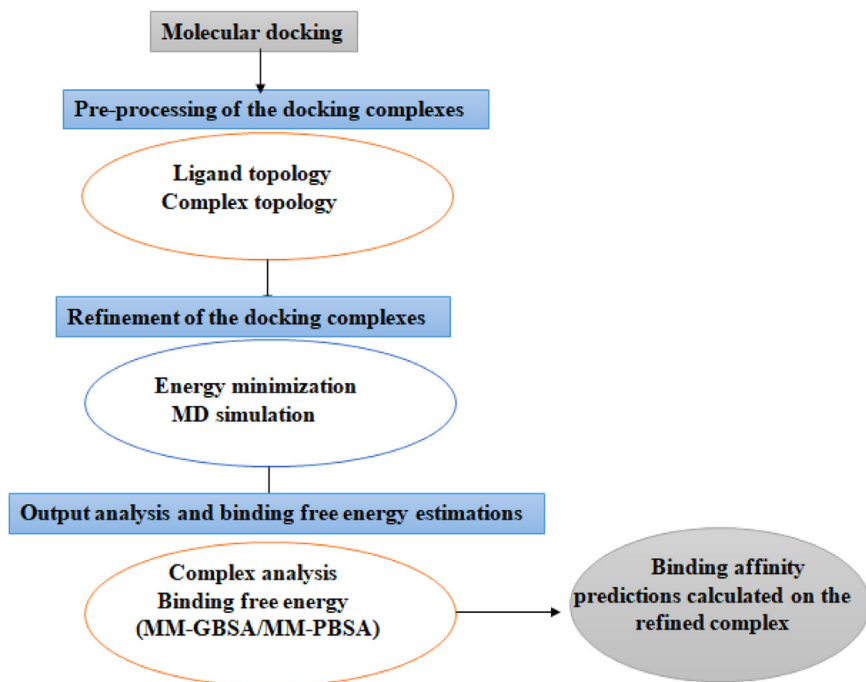 Molecular docking
Pre-processing of the docking complexes
Ligand topology
Complex topology
Refinement of the docking complexes
Energy minimization
MD simulation
Output analysis and binding free energy estimations
Complex analysis
Binding free energy
(MM-GBSA/MM-PBSA)
Binding affinity
predictions calculated on the
refined complex